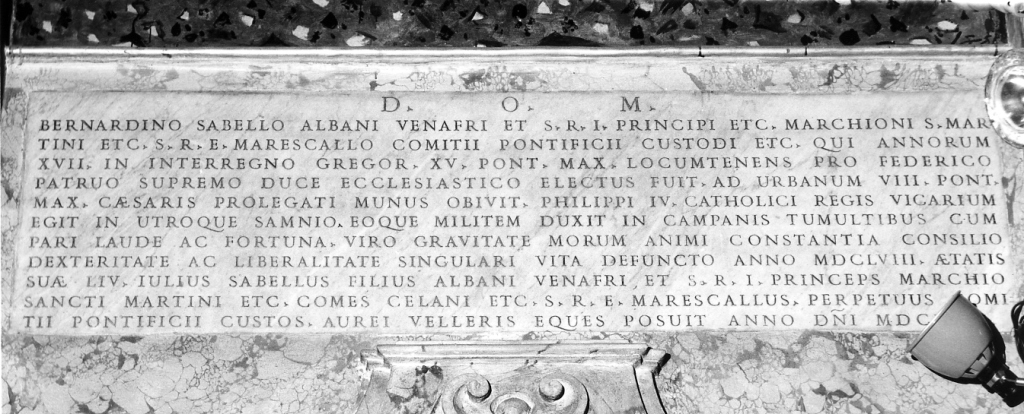 D. O. M.
BERNARDINO SABELLO ALBANI VENAFRI ET S. R. I. PRINCIPI ETC. MARCHIONI S. MAR
TINI ETC. S. R. E. MARESCALLO COMITII PONTIFICII CUSTODI ETC. QUI ANNORUM
XVII. IN INTERREGNO GREGOR. XV. PONT. MAX. LOCUMTENENS PRO FEDERICO
PATRUO SUPREMO DUCE ECCLESIASTICO ELECTUS FUIT. AD URBANUM VIII. PONT.
MAX. CÆSARIS PROLEGATI MUNUS OBIVIT. PHILIPPI IV. CATHOLICI REGIS VICARIUM
EGIT IN UTROQUE SAMNIO. EOQUE MILITEM DUXIT IN CAMPANIS TUMULTIBUS CUM
PARI LAUDE AC FORTUNA. VIRO GRAVITATE MORUM ANIMI CONSTANTIA CONSILIO
DEXTERITATE AC LIBERALITATE SINGULARI VITA DEFUNCTO ANNO MDCLVIII. ÆTATIS
SUÆ LIV. IULIUS SABELLUS FILIUS ALBANI VENAFRI ET S. R. I. PRINCEPS MARCHIO
SANCTI MARTINI ETC. COMES CELANI ETC. S. R. E. MARESCALLUS. PERPETUUS OMI
TII PONTIFICII CUSTOS. AUREI VELLERIS EQUES POSUIT ANNO DÑI MDC